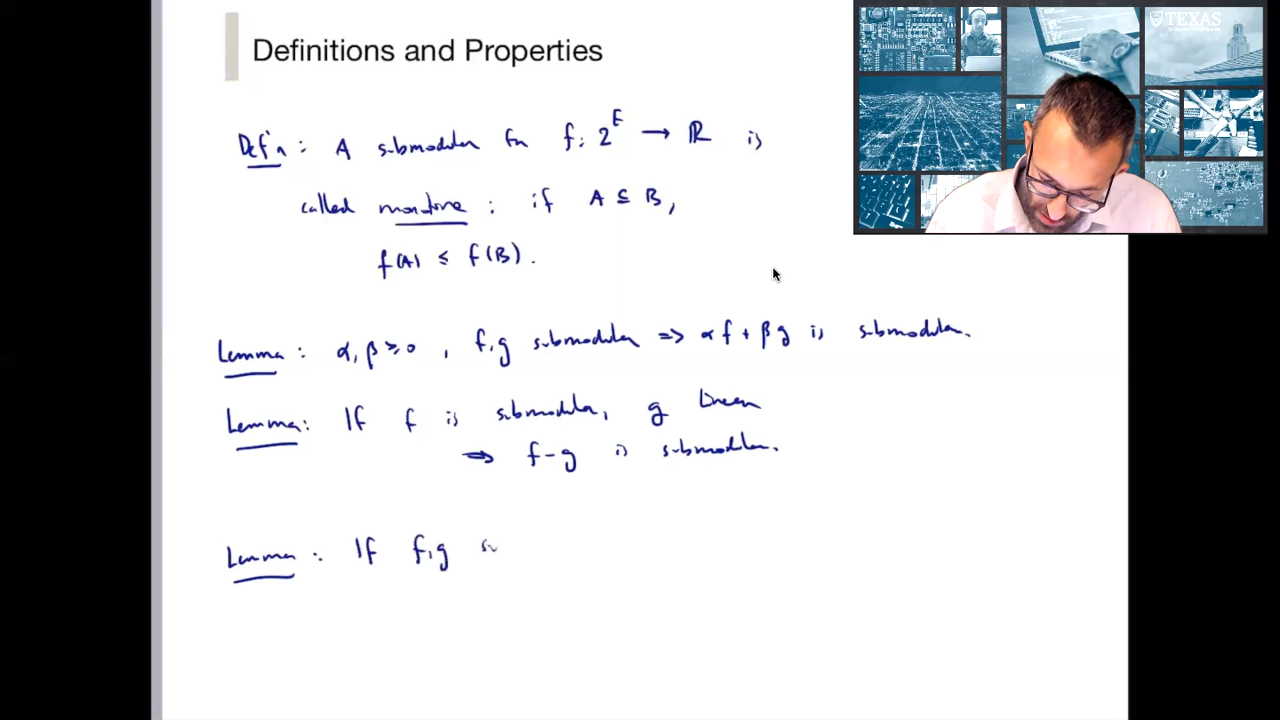 Definitions and Properties
TEXAS
Def'n: A submodular fn f: 2^E → ℝ is
called monotone: if A ⊆ B,
f(A) ≤ f(B).
Lemma: α, β ≥ 0, f, g submodular ⇒ αf + βg is submodular.
Lemma: If f is submodular, g linear
⇒ f-g is submodular.
Lemma: If f, g su